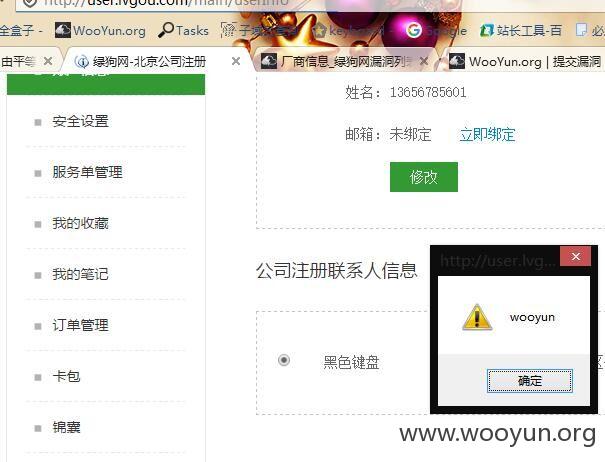 http://user.lvgou.com/main/userinfo
全盒子 WooYun.org Tasks Google 站长工具-百
由平等 绿狗网-北京公司注册 厂商信息_绿狗网漏洞列 WooYun.org | 提交漏洞
安全设置
服务单管理
我的收藏
我的笔记
订单管理
卡包
锦囊
姓名: 13656785601
邮箱: 未绑定 立即绑定
修改
公司注册联系人信息
黑色键盘
http://user.lvg...
wooyun
确定
www.wooyun.org